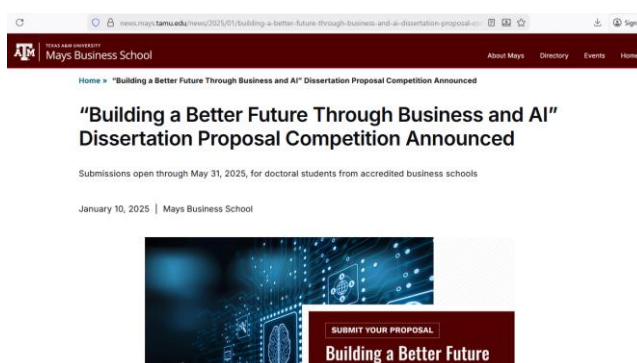 news.mays.tamu.edu/news/2025/01/building-a-better-future-through-business-and-ai-dissertation-proposal-co
Sign
TEXAS A&M UNIVERSITY
Mays Business School
About Mays Directory Events Home
Home » "Building a Better Future Through Business and AI" Dissertation Proposal Competition Announced
“Building a Better Future Through Business and AI”
Dissertation Proposal Competition Announced
Submissions open through May 31, 2025, for doctoral students from accredited business schools
January 10, 2025 | Mays Business School
SUBMIT YOUR PROPOSAL
Building a Better Future